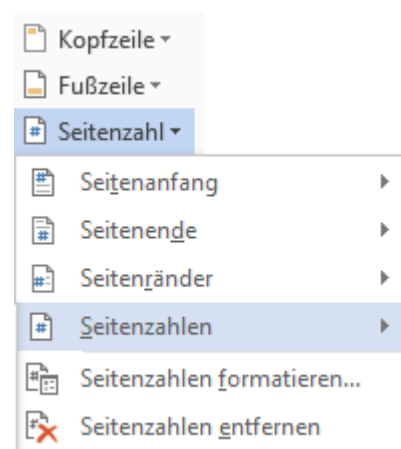 Kopfzeile
Fußzeile
Seitenzahl
Seitenanfang
Seitenende
Seitenränder
Seitenzahlen
Seitenzahlen formatieren...
Seitenzahlen entfernen